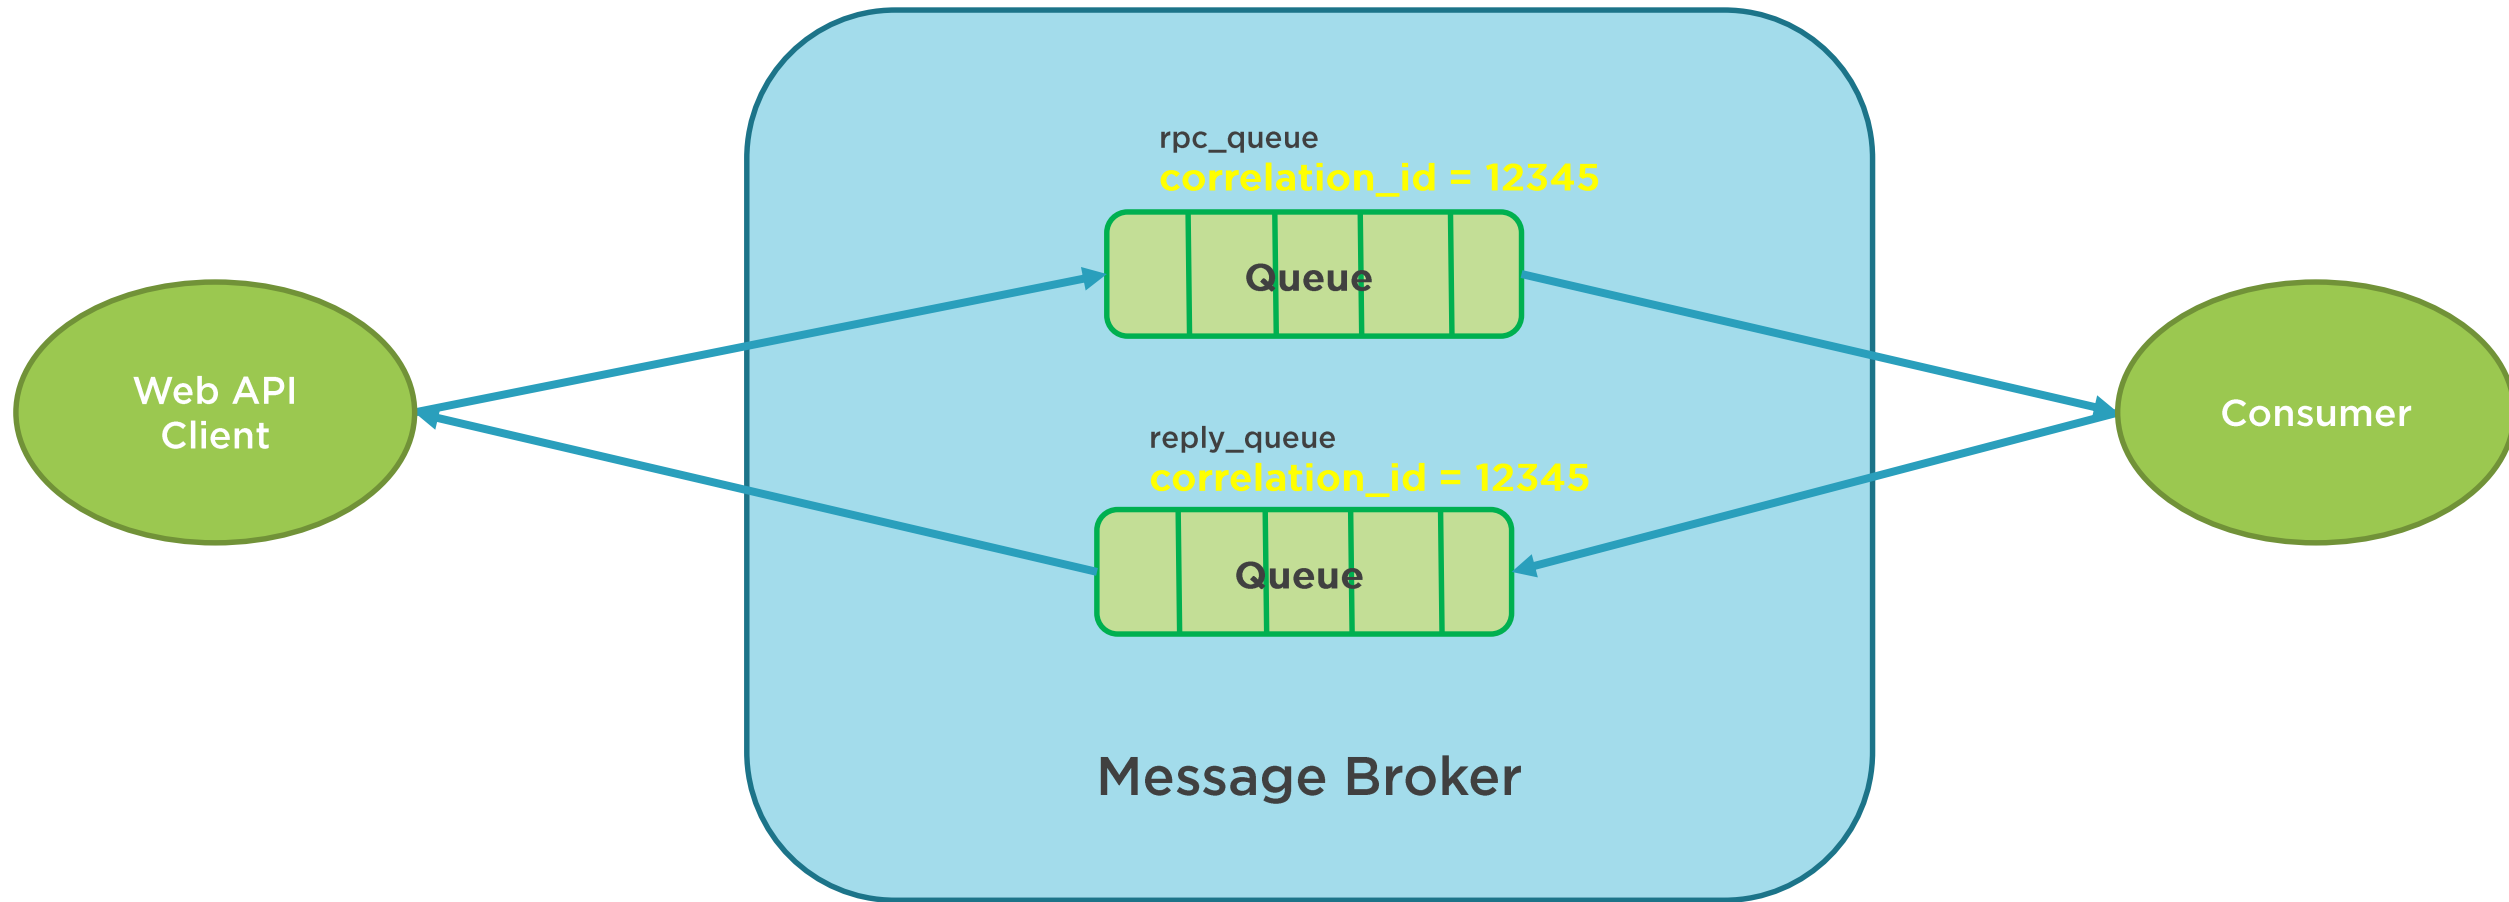 rpc_queue
correlation_id = 12345
Queue
Web API
Client
Consumer
reply_queue
correlation_id = 12345
Queue
Message Broker